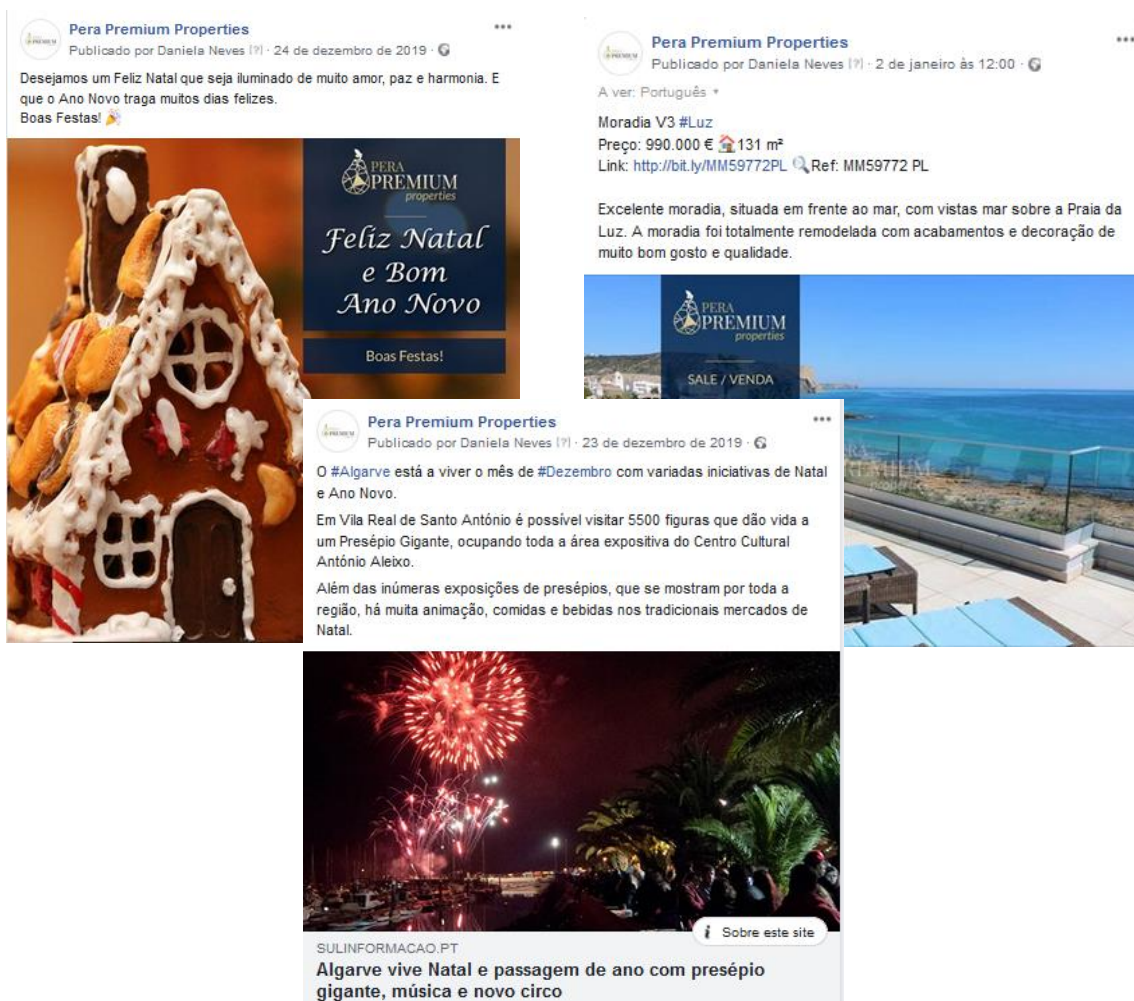 Pera Premium Properties
Publicado por Daniela Neves [?] · 24 de dezembro de 2019 ·
Desejamos um Feliz Natal que seja iluminado de muito amor, paz e harmonia. E
que o Ano Novo traga muitos dias felizes.
Boas Festas! 🎉
PERA
PREMIUM
properties
Feliz Natal
e Bom
Ano Novo
Boas Festas!
Pera Premium Properties
Publicado por Daniela Neves [?] · 2 de janeiro às 12:00 ·
A ver: Português
Moradia V3 #Luz
Preço: 990.000 € 🏠131 m²
Link: http://bit.ly/MM59772PL 🔍Ref: MM59772 PL
Excelente moradia, situada em frente ao mar, com vistas mar sobre a Praia da
Luz. A moradia foi totalmente remodelada com acabamentos e decoração de
muito bom gosto e qualidade.
PERA
PREMIUM
properties
SALE / VENDA
PERA
PREMIUM
properties
Pera Premium Properties
Publicado por Daniela Neves [?] · 23 de dezembro de 2019 ·
O #Algarve está a viver o mês de #Dezembro com variadas iniciativas de Natal
e Ano Novo.
Em Vila Real de Santo António é possível visitar 5500 figuras que dão vida a
um Presépio Gigante, ocupando toda a área expositiva do Centro Cultural
António Aleixo.
Além das inúmeras exposições de presépios, que se mostram por toda a
região, há muita animação, comidas e bebidas nos tradicionais mercados de
Natal.
Sobre este site
SULINFORMACAO.PT
Algarve vive Natal e passagem de ano com presépio
gigante, música e novo circo